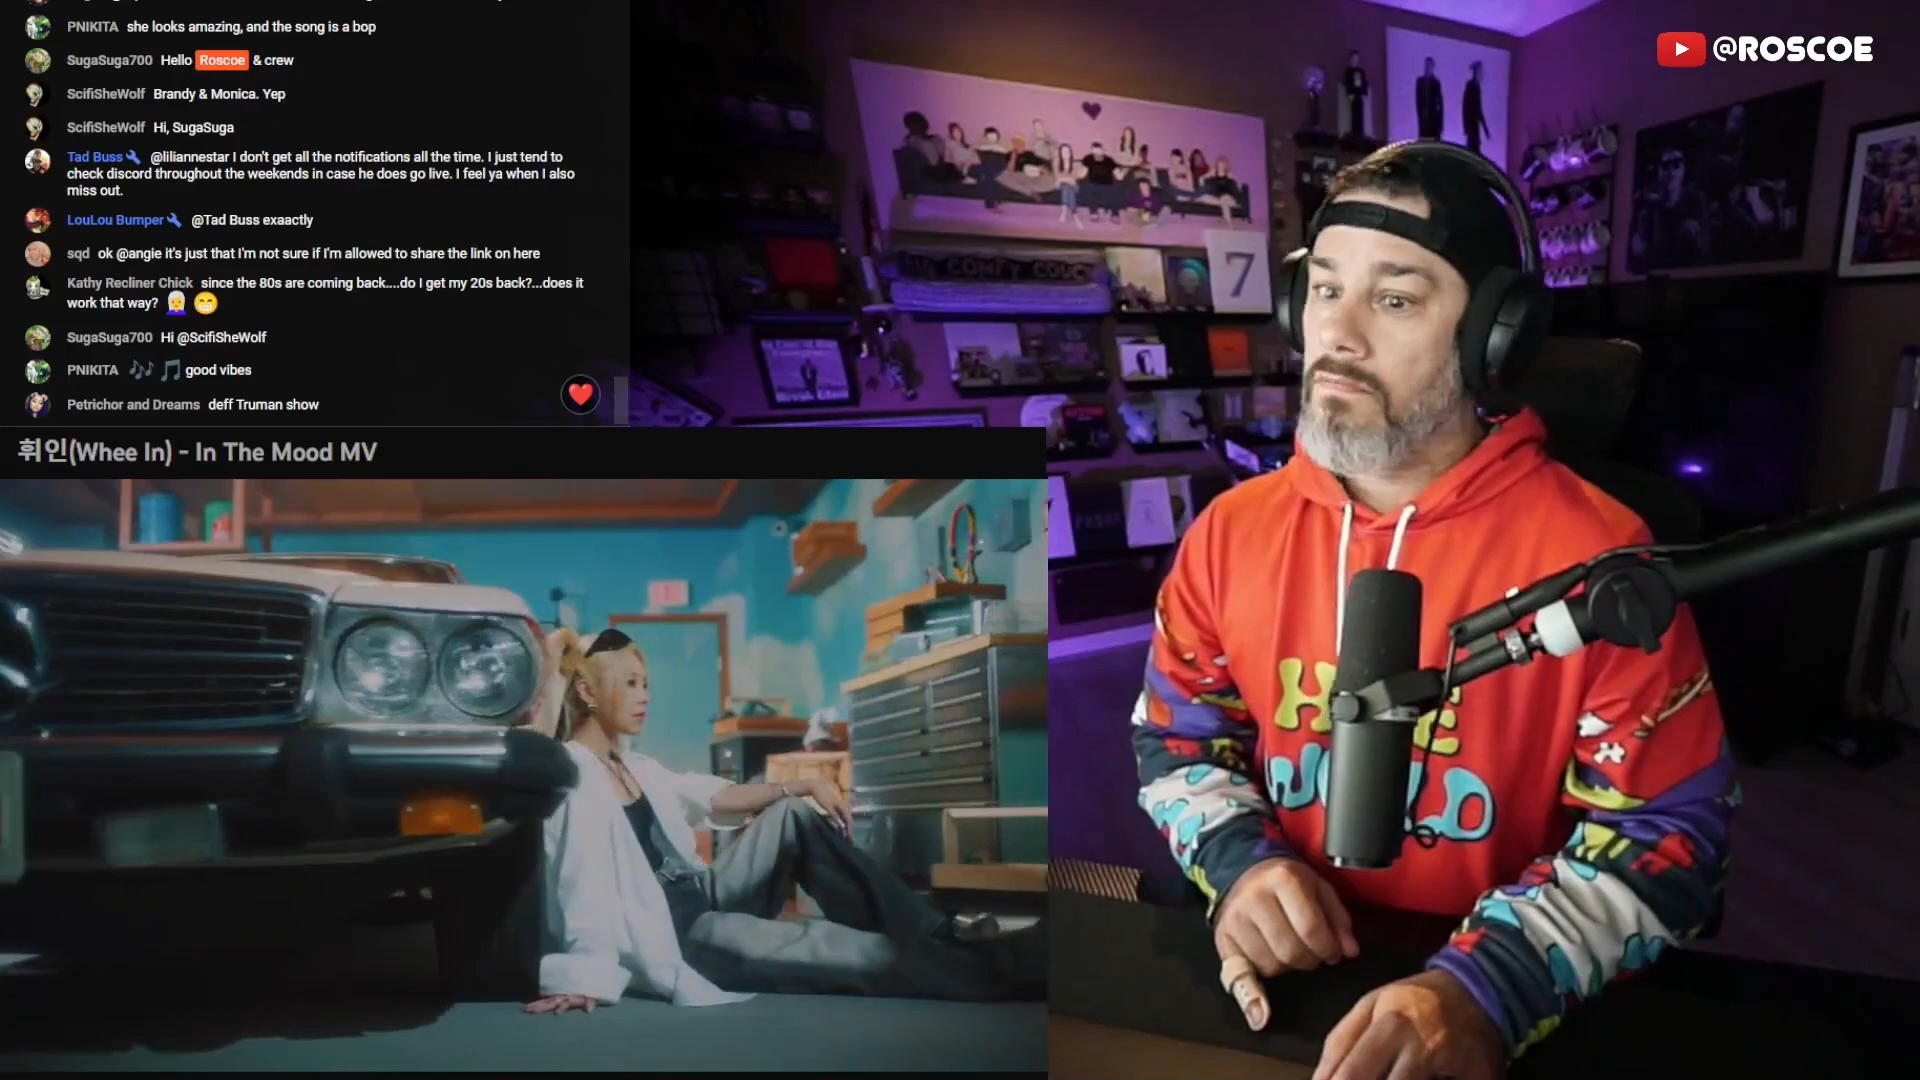 PNIKITA she looks amazing, and the song is a bop
SugaSuga700 Hello Roscoe & crew
ScifiSheWolf Brandy & Monica. Yep
ScifiSheWolf Hi, SugaSuga
Tad Buss @liliannestar I don't get all the notifications all the time. I just tend to
check discord throughout the weekends in case he does go live. I feel ya when I also
miss out.
LouLou Bumper @Tad Buss exaactly
sqd ok @angie it's just that I'm not sure if I'm allowed to share the link on here
Kathy Recliner Chick since the 80s are coming back....do I get my 20s back?...does it
work that way? 👩‍🦳 😁
SugaSuga700 Hi @ScifiSheWolf
PNIKITA 🎶 🎵 good vibes
Petrichor and Dreams deff Truman show
휘인(Whee In) - In The Mood MV
@ROSCOE
COMFY COUCH
7